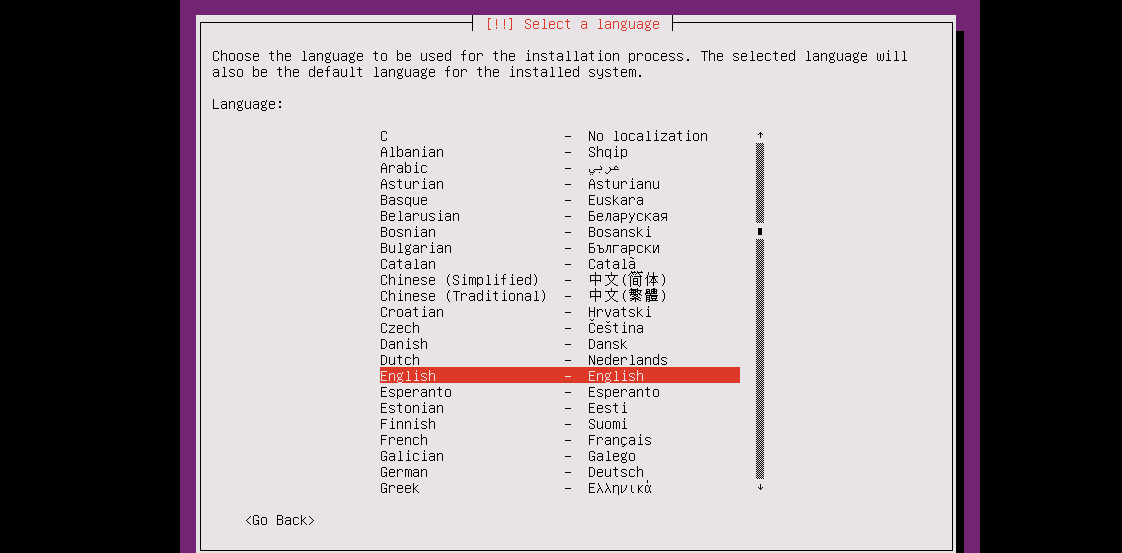 [!!] Select a language
Choose the language to be used for the installation process. The selected language will
also be the default language for the installed system.
Language:
C – No localization ↑
Albanian – Shqip
Arabic – عربي
Asturian – Asturianu
Basque – Euskara
Belarusian – Беларуская
Bosnian – Bosanski
Bulgarian – Български
Catalan – Català
Chinese (Simplified) – 中文(简体)
Chinese (Traditional) – 中文(繁體)
Croatian – Hrvatski
Czech – Čeština
Danish – Dansk
Dutch – Nederlands
English – English
Esperanto – Esperanto
Estonian – Eesti
Finnish – Suomi
French – Français
Galician – Galego
German – Deutsch
Greek – Ελληνικά ↓
<Go Back>